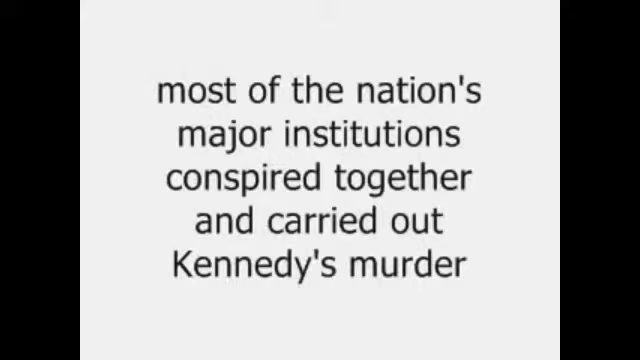 most of the nation's
major institutions
conspired together
and carried out
Kennedy's murder